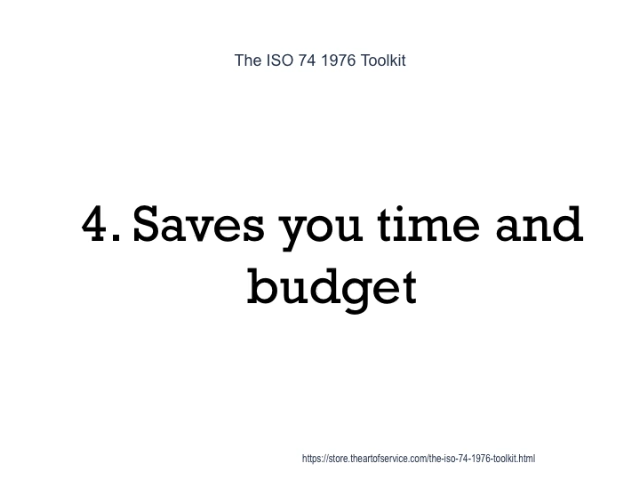 The ISO 74 1976 Toolkit
4. Saves you time and
budget
https://store.theartofservice.com/the-iso-74-1976-toolkit.html